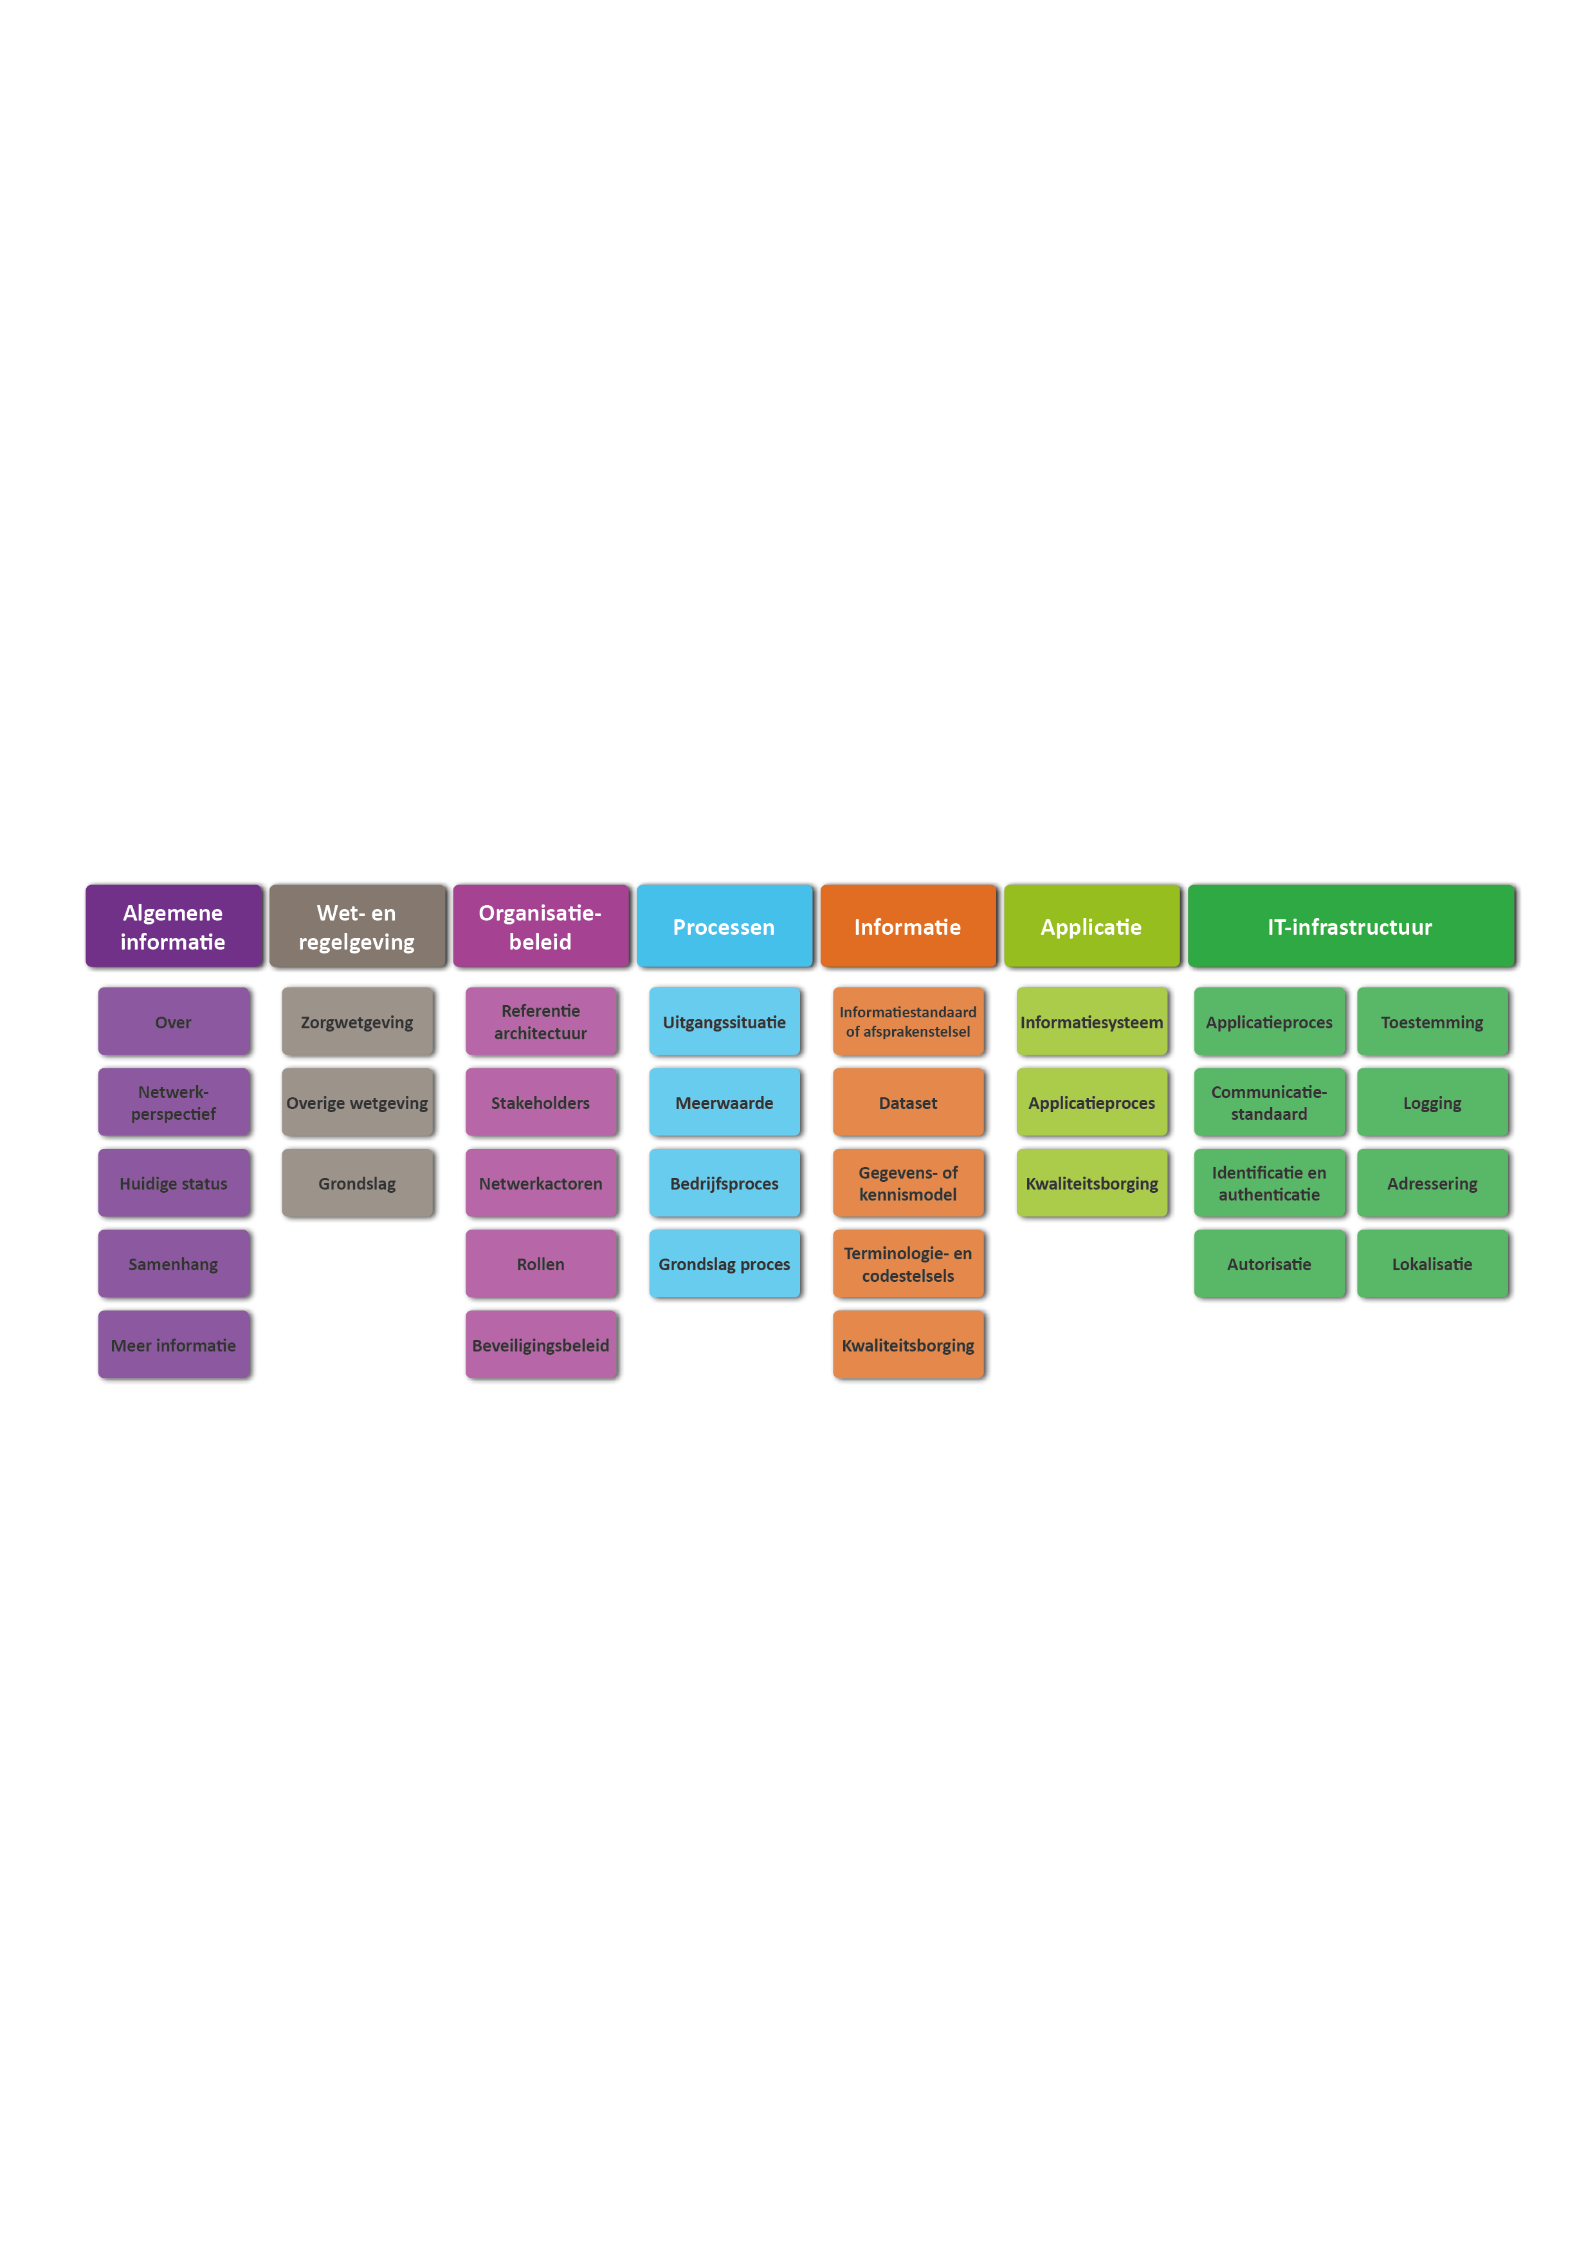 Algemene
informatie
Wet- en
regelgeving
Organisatie-
beleid
Processen
Informatie
Applicatie
IT-infrastructuur
Over
Netwerk-
perspectief
Huidige status
Samenhang
Meer informatie
Zorgwetgeving
Overige wetgeving
Grondslag
Referentie
architectuur
Stakeholders
Netwerkactoren
Rollen
Beveiligingsbeleid
Uitgangssituatie
Meerwaarde
Bedrijfsproces
Grondslag proces
Informatiestandaard
of afsprakenstelsel
Dataset
Gegevens- of
kennismodel
Terminologie- en
codestelsels
Kwaliteitsborging
Informatiesysteem
Applicatieproces
Kwaliteitsborging
Applicatieproces
Communicatie-
standaard
Identificatie en
authenticatie
Autorisatie
Toestemming
Logging
Adressering
Lokalisatie